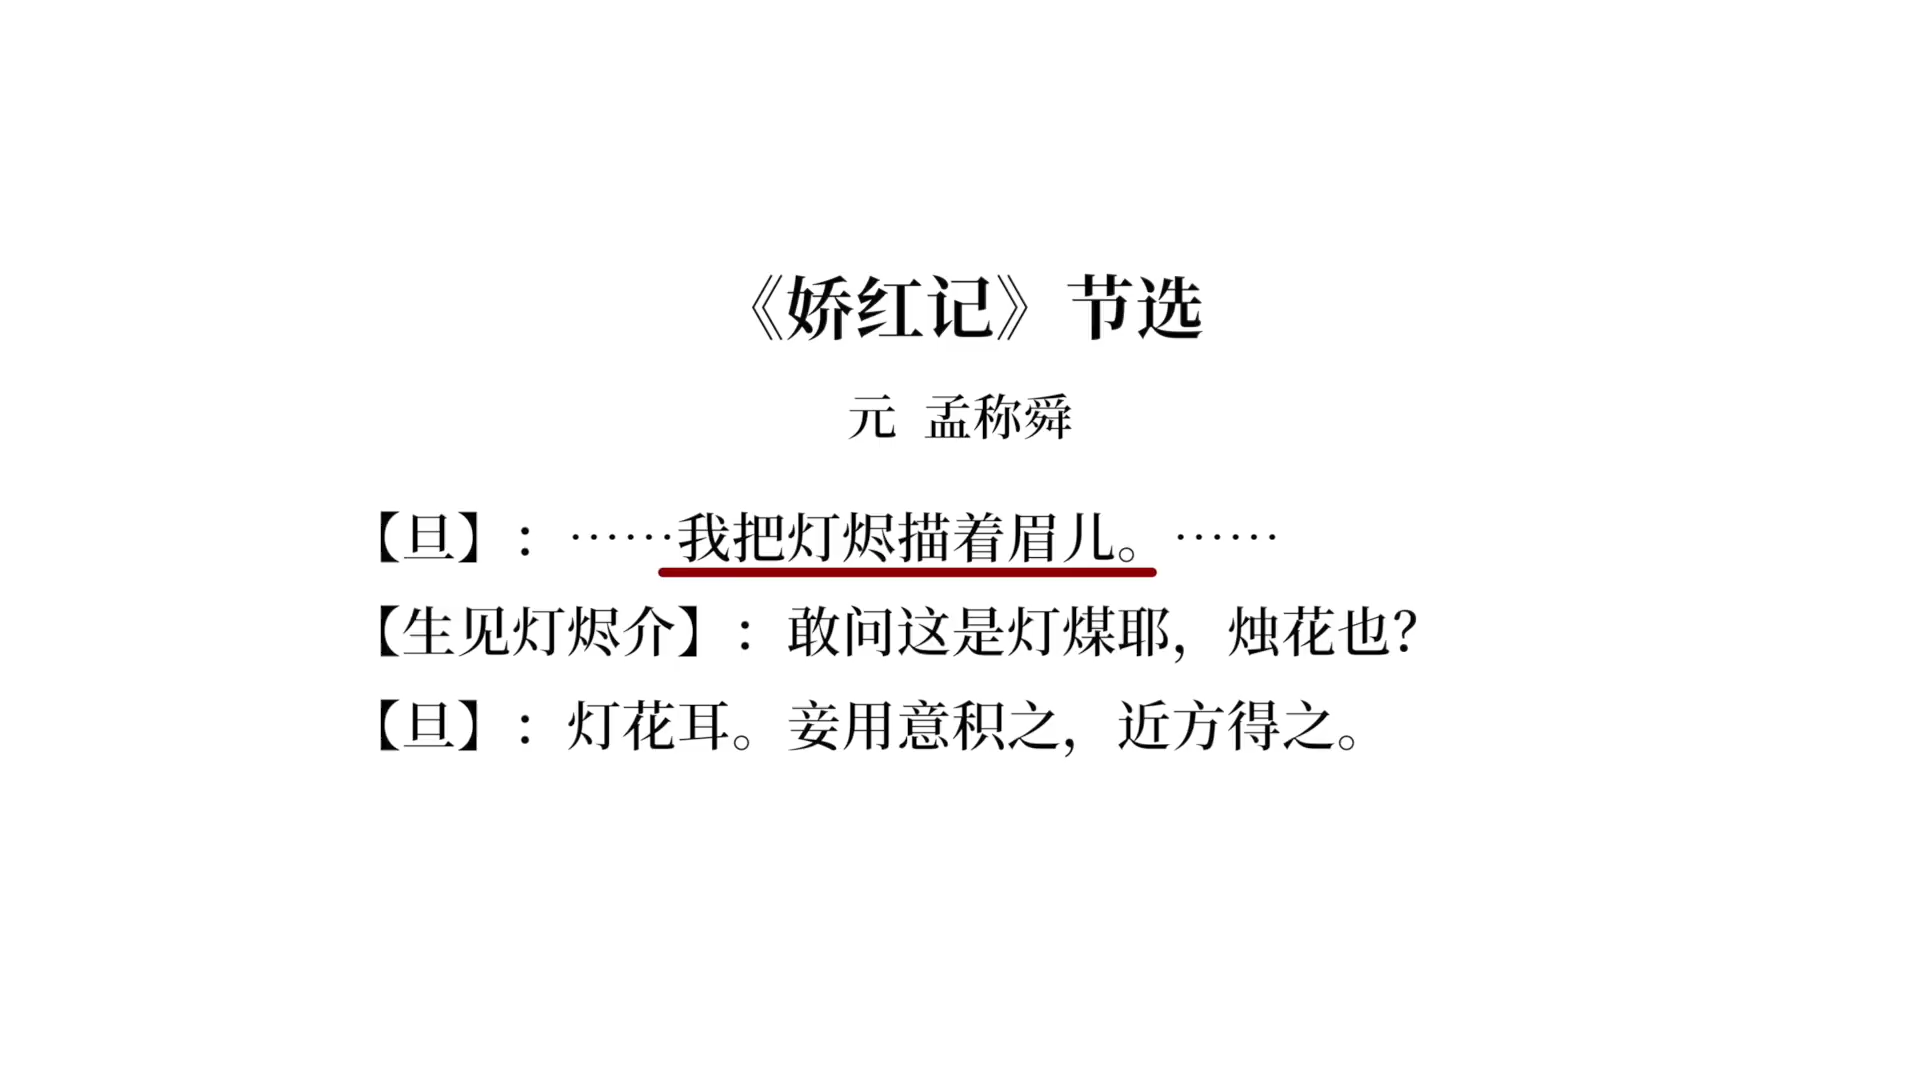 《娇红记》节选
元 孟称舜
【旦】：……我把灯烬描着眉儿。……
【生见灯烬介】：敢问这是灯煤耶，烛花也？
【旦】：灯花耳。妾用意积之，近方得之。